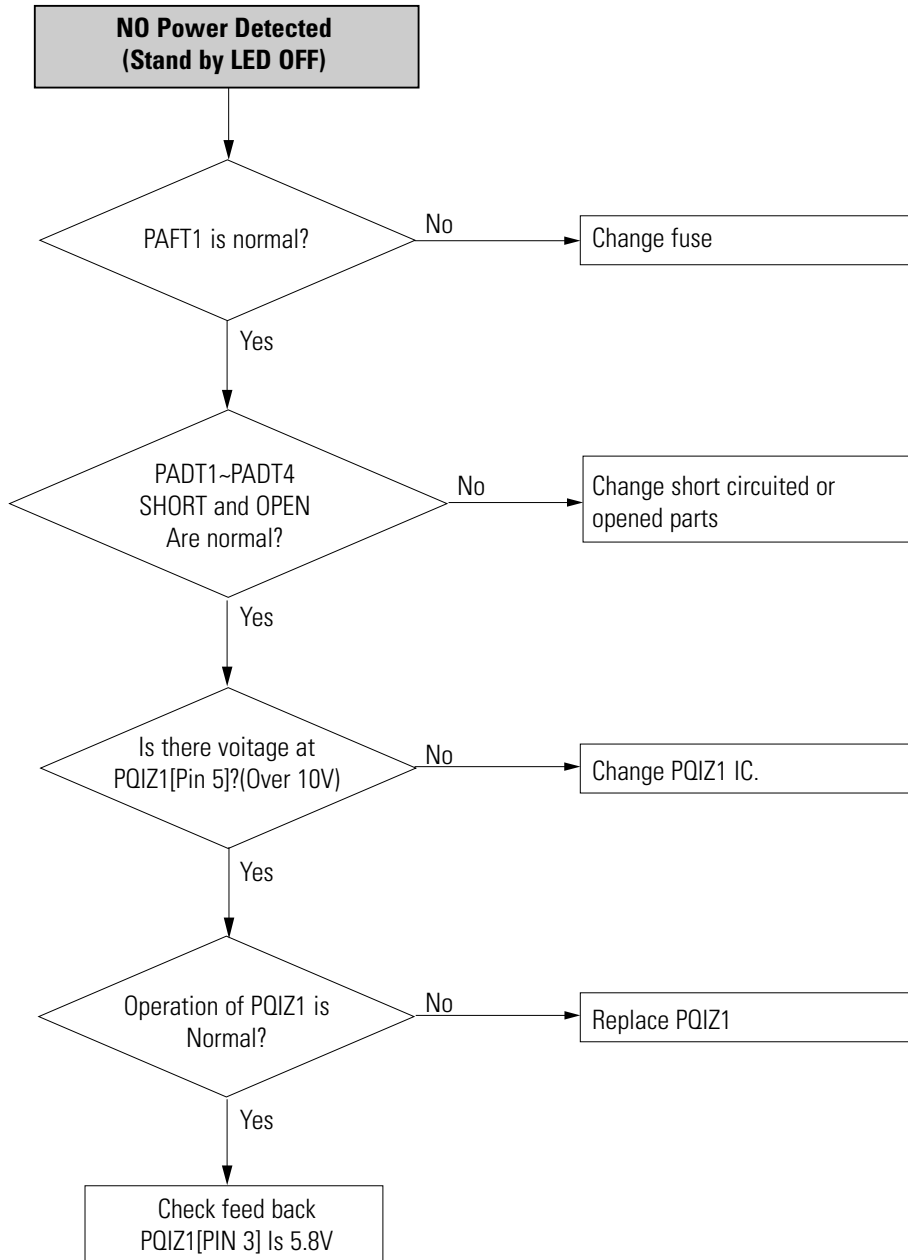 NO Power Detected
(Stand by LED OFF)
PAFT1 is normal?
No
Change fuse
Yes
PADT1~PADT4
SHORT and OPEN
Are normal?
No
Change short circuited or
opened parts
Yes
Is there voitage at
PQIZ1[Pin 5]?(Over 10V)
No
Change PQIZ1 IC.
Yes
Operation of PQIZ1 is
Normal?
No
Replace PQIZ1
Yes
Check feed back
PQIZ1[PIN 3] Is 5.8V